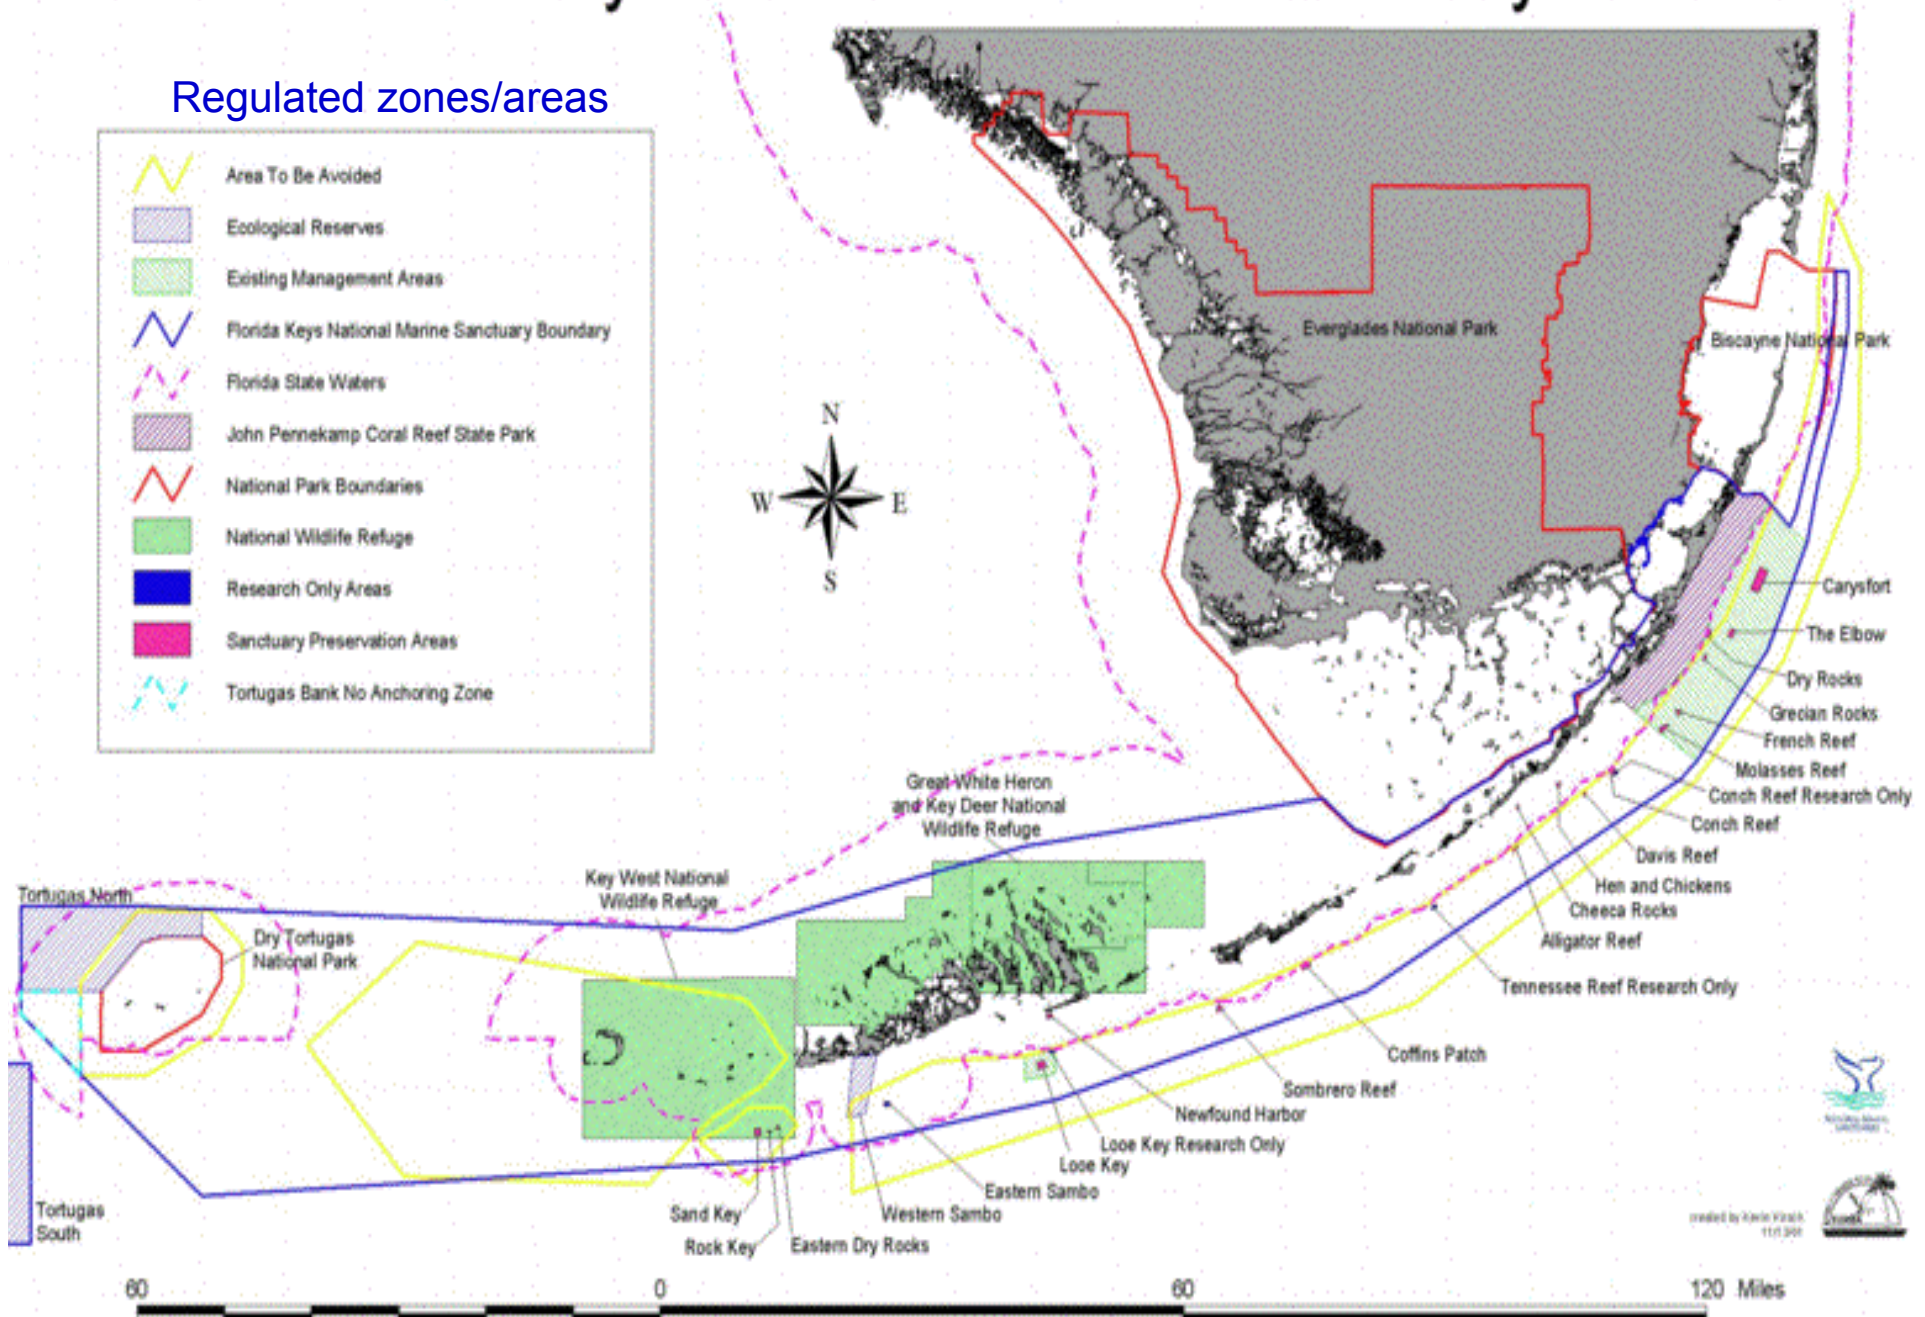 Regulated zones/areas
Area To Be Avoided
Ecological Reserves
Existing Management Areas
Florida Keys National Marine Sanctuary Boundary
Florida State Waters
John Pennekamp Coral Reef State Park
National Park Boundaries
National Wildlife Refuge
Research Only Areas
Sanctuary Preservation Areas
Tortugas Bank No Anchoring Zone
N
W
E
S
Everglades National Park
Biscayne National Park
Carysfort
The Elbow
Dry Rocks
Grecian Rocks
French Reef
Molasses Reef
Conch Reef Research Only
Conch Reef
Davis Reef
Hen and Chickens
Cheeca Rocks
Alligator Reef
Tennessee Reef Research Only
Coffins Patch
Sombrero Reef
Newfound Harbor
Looe Key Research Only
Looe Key
Eastern Sambo
Western Sambo
Eastern Dry Rocks
Rock Key
Sand Key
Great White Heron
and Key Deer National
Wildlife Refuge
Key West National
Wildlife Refuge
Tortugas North
Dry Tortugas
National Park
Tortugas
South
created by Kevin
60
0
60
120 Miles